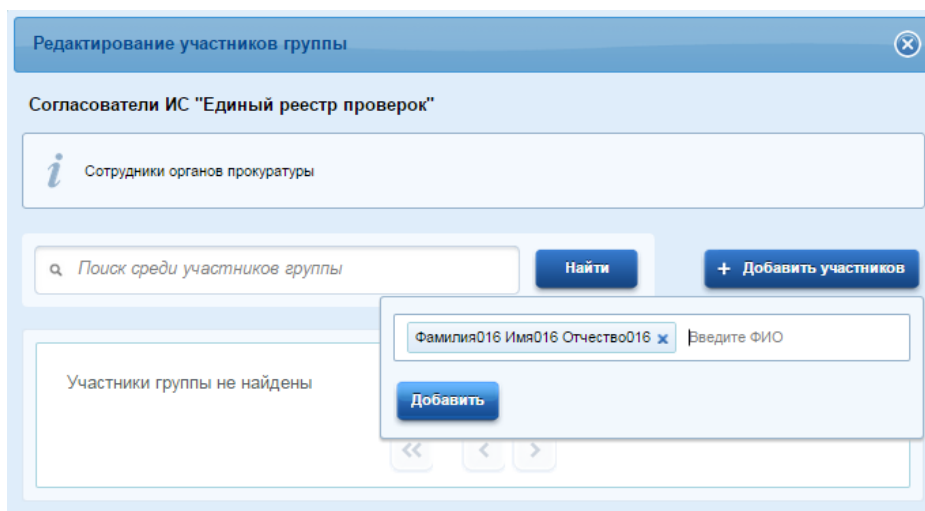 Редактирование участников группы
Согласователи ИС "Единый реестр проверок"
Сотрудники органов прокуратуры
Поиск среди участников группы
Найти
+ Добавить участников
Фамилия016 Имя016 Отчество016 x Введите ФИО
Участники группы не найдены
Добавить